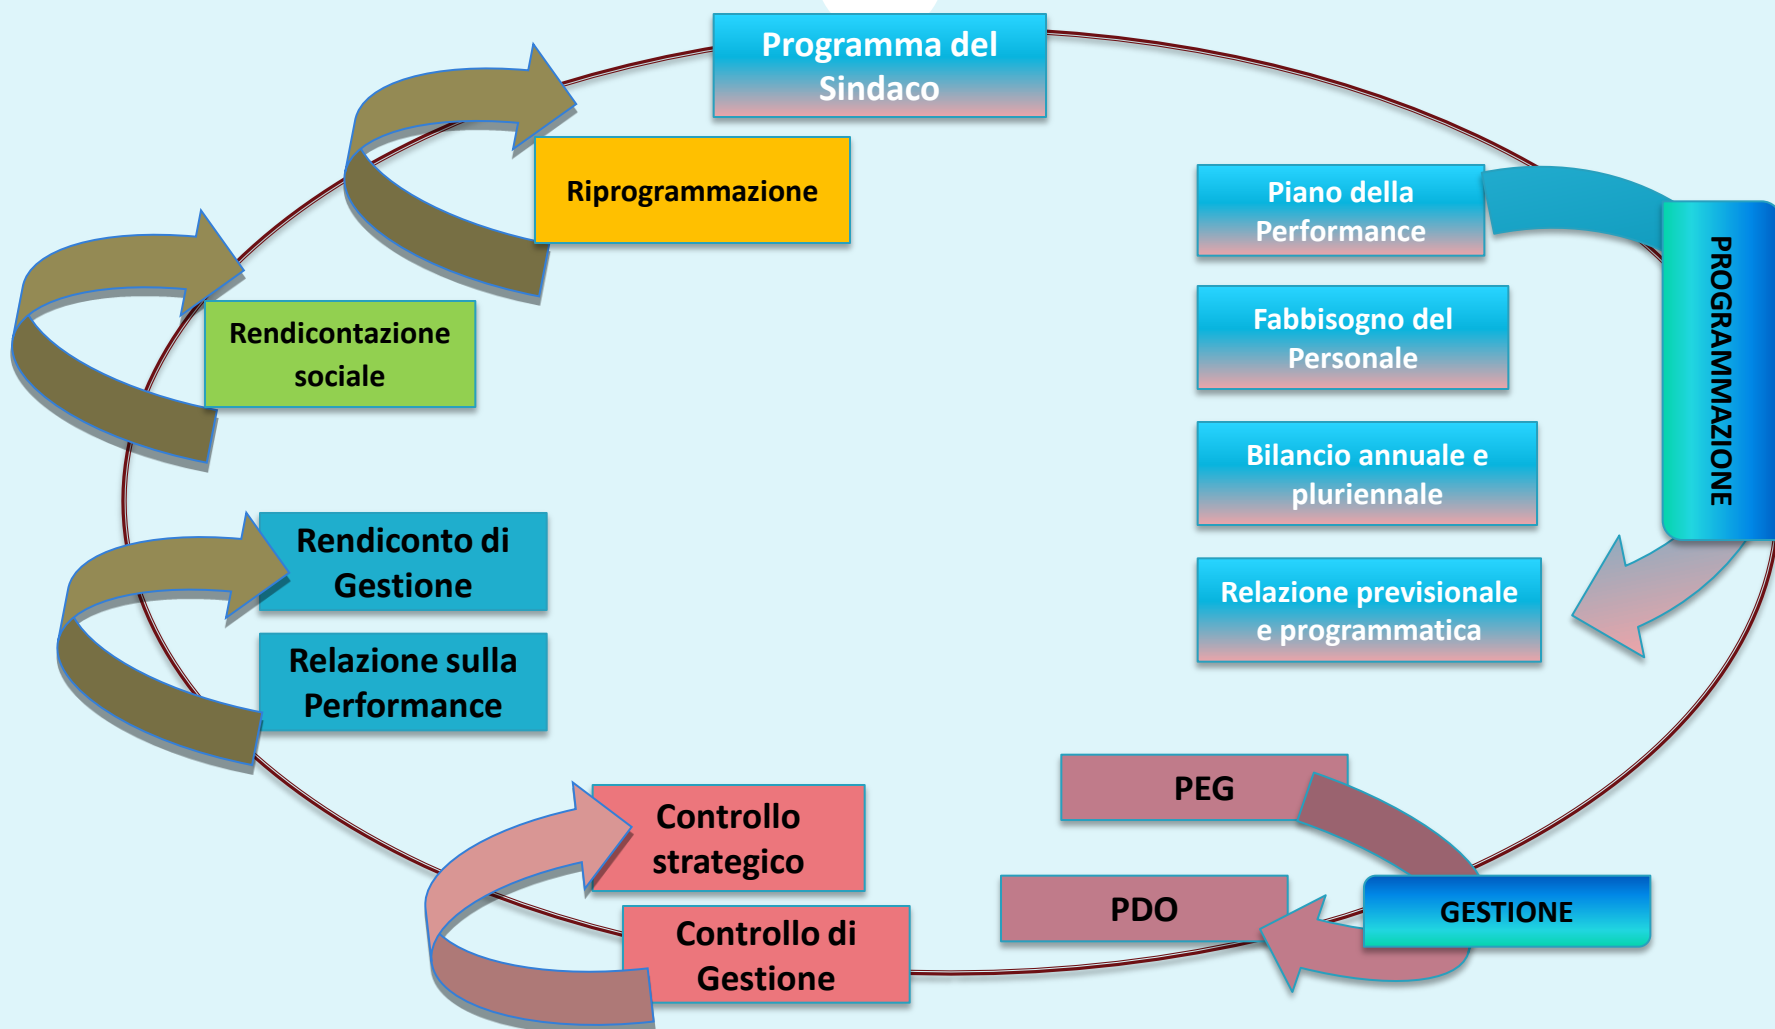 Programma del
Sindaco
Riprogrammazione
Piano della
Performance
PROGRAMMAZIONE
Rendicontazione
sociale
Fabbisogno del
Personale
Bilancio annuale e
pluriennale
Rendiconto di
Gestione
Relazione previsionale
e programmatica
Relazione sulla
Performance
PEG
Controllo
strategico
PDO
GESTIONE
Controllo di
Gestione